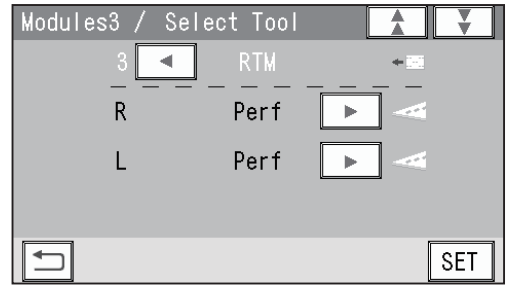 Modules3 / Select Tool
3 RTM
R Perf
L Perf
SET